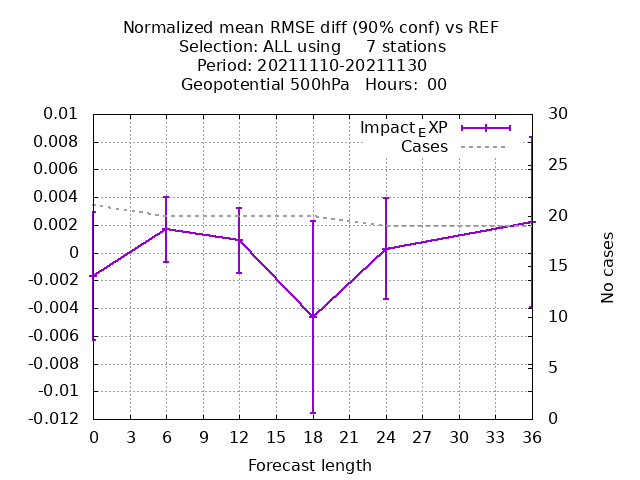 Normalized mean RMSE diff (90% conf) vs REF
Selection: ALL using     7 stations
Period: 20211110-20211130
Geopotential 500hPa   Hours:  00
0.01
0.008
0.006
0.004
0.002
0
-0.002
-0.004
-0.006
-0.008
-0.01
-0.012
Impact_EXP
Cases
30
25
20
15
10
5
0
No cases
0 3 6 9 12 15 18 21 24 27 30 33 36
Forecast length